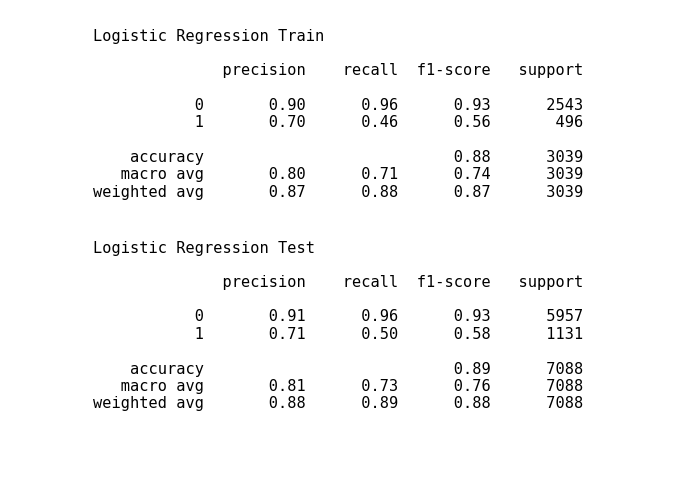 Logistic Regression Train
precision recall f1-score support
0 0.90 0.96 0.93 2543
1 0.70 0.46 0.56 496
accuracy 0.88 3039
macro avg 0.80 0.71 0.74 3039
weighted avg 0.87 0.88 0.87 3039
Logistic Regression Test
precision recall f1-score support
0 0.91 0.96 0.93 5957
1 0.71 0.50 0.58 1131
accuracy 0.89 7088
macro avg 0.81 0.73 0.76 7088
weighted avg 0.88 0.89 0.88 7088